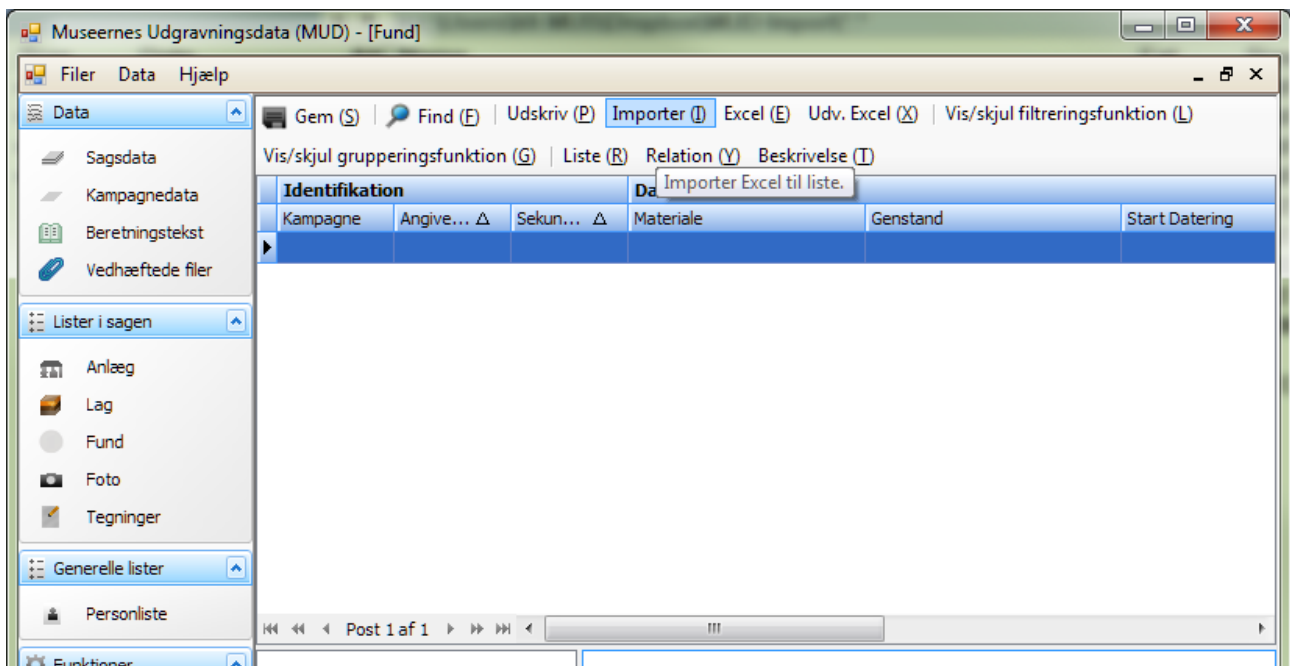 Museernes Udgravningsdata (MUD) - [Fund]
Filer Data Hjælp
Data
Sagsdata
Kampagnedata
Beretningstekst
Vedhæftede filer
Lister i sagen
Anlæg
Lag
Fund
Foto
Tegninger
Generelle lister
Personliste
Funktioner
Gem (S) Find (F) Udskriv (P) Importer (I) Excel (E) Udv. Excel (X) Vis/skjul filtreringsfunktion (L)
Vis/skjul grupperingsfunktion (G) Liste (R) Relation (Y) Beskrivelse (T)
Importer Excel til liste.
Identifikation Da
Kampagne Angive... Sekun... Materiale Genstand Start Datering
Post 1 af 1